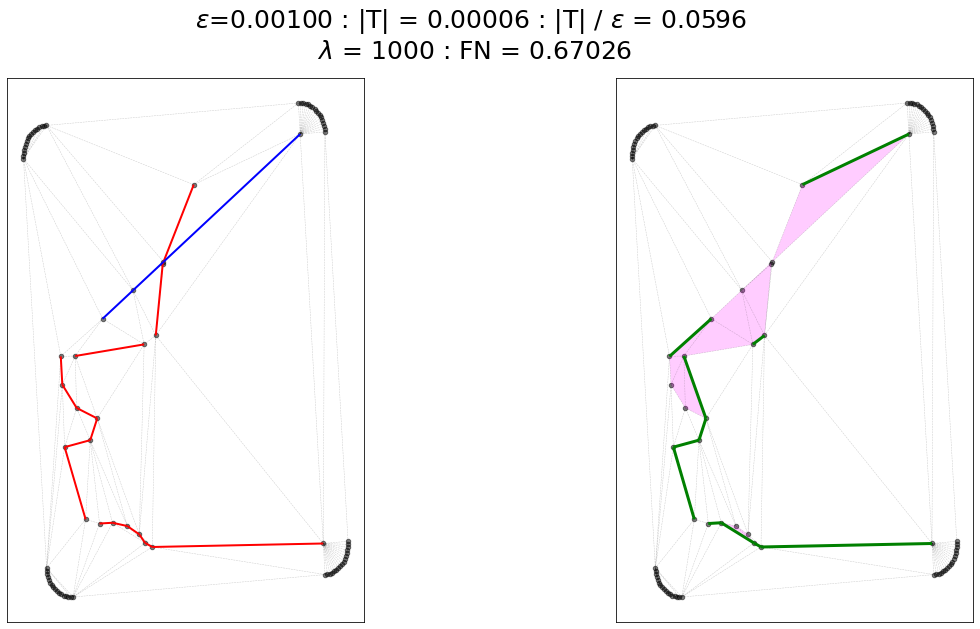 ε=0.00100 : |T| = 0.00006 : |T| / ε = 0.0596
λ = 1000 : FN = 0.67026